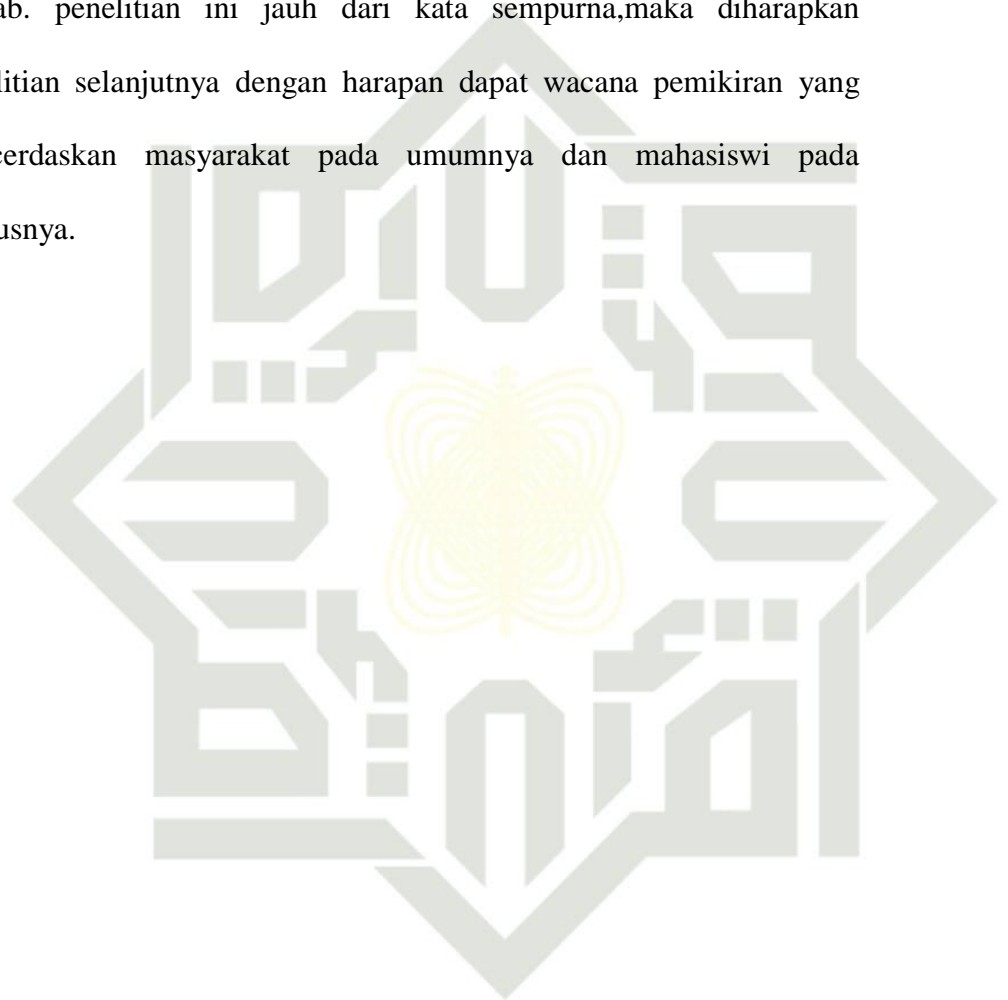 ab. penelitian ini jauh dari kata sempurna,maka diharapkan
litian selanjutnya dengan harapan dapat wacana pemikiran yang
cerdaskan masyarakat pada umumnya dan mahasiswi pada
usnya.